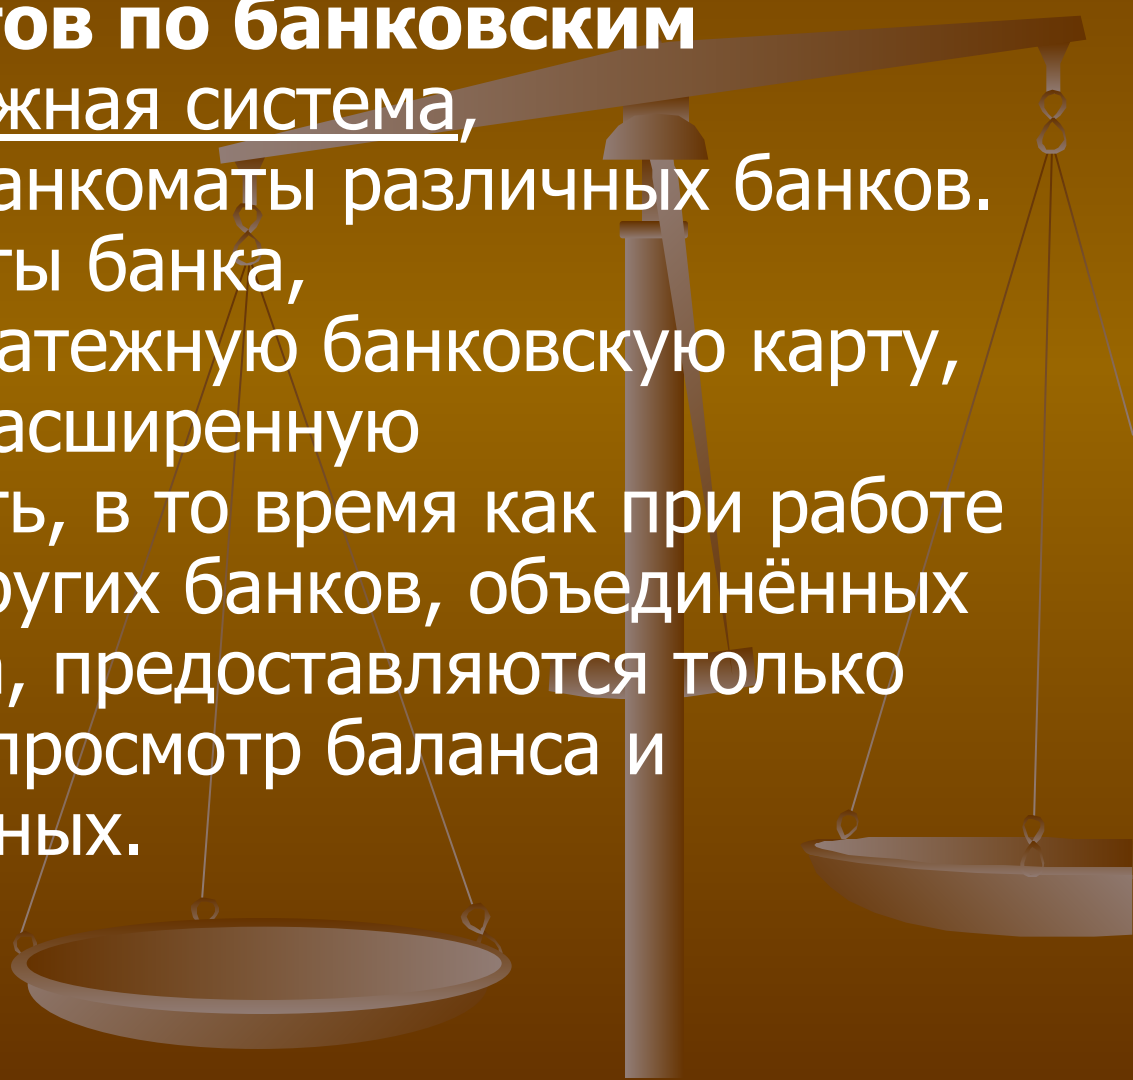 тов по банковским
жная система,
анкоматы различных банков.
ты банка,
атежную банковскую карту,
асширенную
ть, в то время как при работе
ругих банков, объединённых
, предоставляются только
просмотр баланса и
ных.